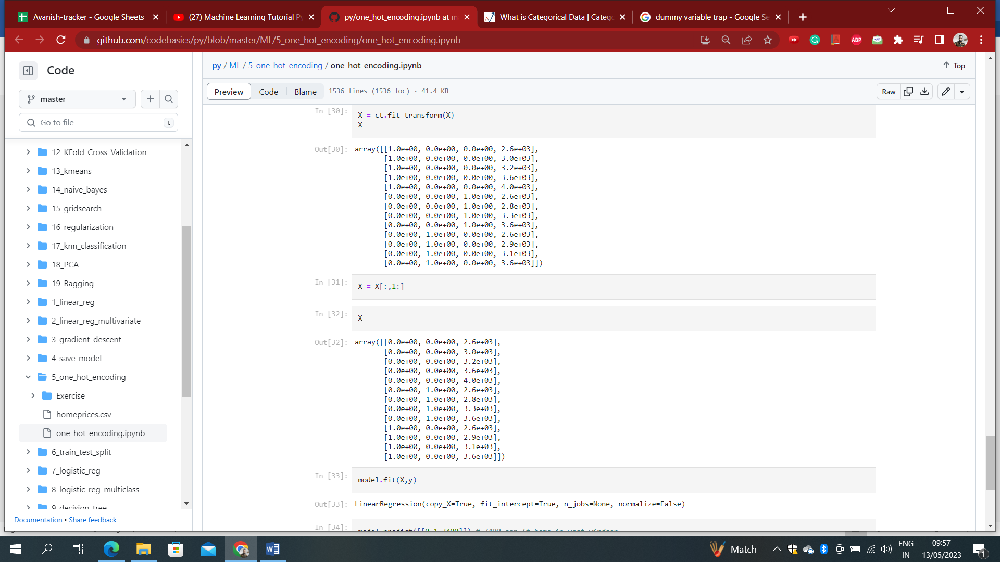 Avanish-tracker - Google Sheets
(27) Machine Learning Tutorial Py
py/one_hot_encoding.ipynb at m
What is Categorical Data | Categ
dummy variable trap - Google Se
github.com/codebasics/py/blob/master/ML/5_one_hot_encoding/one_hot_encoding.ipynb
ABP
Code
master
Go to file
t
12_KFold_Cross_Validation
13_kmeans
14_naive_bayes
15_gridsearch
16_regularization
17_knn_classification
18_PCA
19_Bagging
1_linear_reg
2_linear_reg_multivariate
3_gradient_descent
4_save_model
5_one_hot_encoding
Exercise
homeprices.csv
one_hot_encoding.ipynb
6_train_test_split
7_logistic_reg
8_logistic_reg_multiclass
9_decision_tree
Documentation • Share feedback
py / ML / 5_one_hot_encoding / one_hot_encoding.ipynb
Top
Preview Code Blame 1536 lines (1536 loc) · 41.4 KB
Raw
In [30]: X = ct.fit_transform(X)
X
Out[30]: array([[1.0e+00, 0.0e+00, 0.0e+00, 2.6e+03],
[1.0e+00, 0.0e+00, 0.0e+00, 3.0e+03],
[1.0e+00, 0.0e+00, 0.0e+00, 3.2e+03],
[1.0e+00, 0.0e+00, 0.0e+00, 3.6e+03],
[1.0e+00, 0.0e+00, 0.0e+00, 4.0e+03],
[0.0e+00, 0.0e+00, 1.0e+00, 2.6e+03],
[0.0e+00, 0.0e+00, 1.0e+00, 2.8e+03],
[0.0e+00, 0.0e+00, 1.0e+00, 3.3e+03],
[0.0e+00, 0.0e+00, 1.0e+00, 3.6e+03],
[0.0e+00, 1.0e+00, 0.0e+00, 2.6e+03],
[0.0e+00, 1.0e+00, 0.0e+00, 2.9e+03],
[0.0e+00, 1.0e+00, 0.0e+00, 3.1e+03],
[0.0e+00, 1.0e+00, 0.0e+00, 3.6e+03]])
In [31]: X = X[:,1:]
In [32]: X
Out[32]: array([[0.0e+00, 0.0e+00, 2.6e+03],
[0.0e+00, 0.0e+00, 3.0e+03],
[0.0e+00, 0.0e+00, 3.2e+03],
[0.0e+00, 0.0e+00, 3.6e+03],
[0.0e+00, 0.0e+00, 4.0e+03],
[0.0e+00, 1.0e+00, 2.6e+03],
[0.0e+00, 1.0e+00, 2.8e+03],
[0.0e+00, 1.0e+00, 3.3e+03],
[0.0e+00, 1.0e+00, 3.6e+03],
[1.0e+00, 0.0e+00, 2.6e+03],
[1.0e+00, 0.0e+00, 2.9e+03],
[1.0e+00, 0.0e+00, 3.1e+03],
[1.0e+00, 0.0e+00, 3.6e+03]])
In [33]: model.fit(X,y)
Out[33]: LinearRegression(copy_X=True, fit_intercept=True, n_jobs=None, normalize=False)
In [34]: model.predict([[0,1,3400]]) # 3400 sqr ft home in west windsor
Match
ENG
IN
09:57
13/05/2023
1